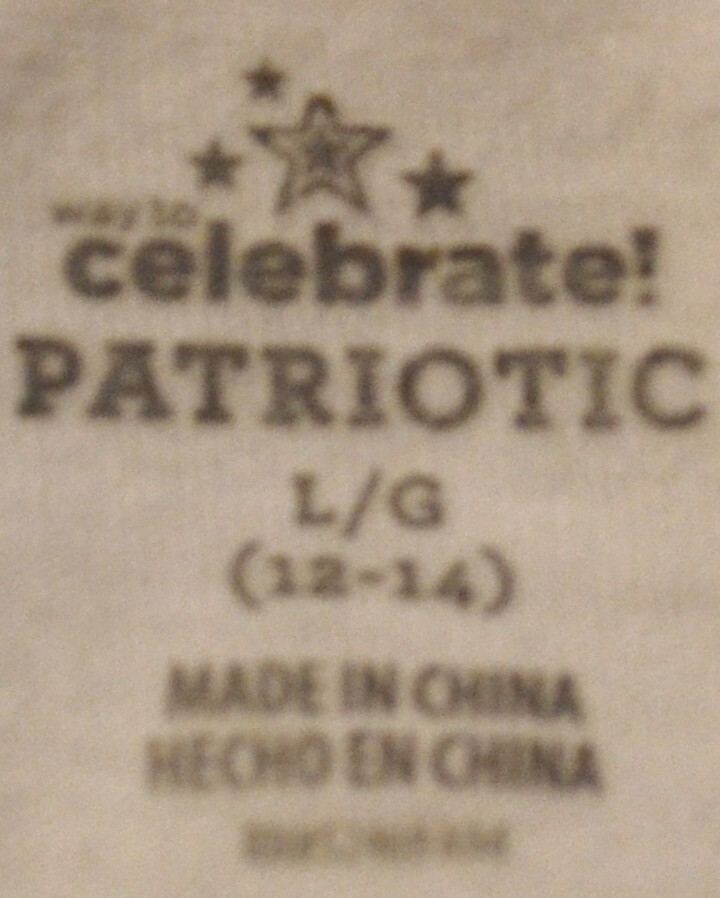 way to
celebrate!
PATRIOTIC
L/G
(12-14)
MADE IN CHINA
HECHO EN CHINA